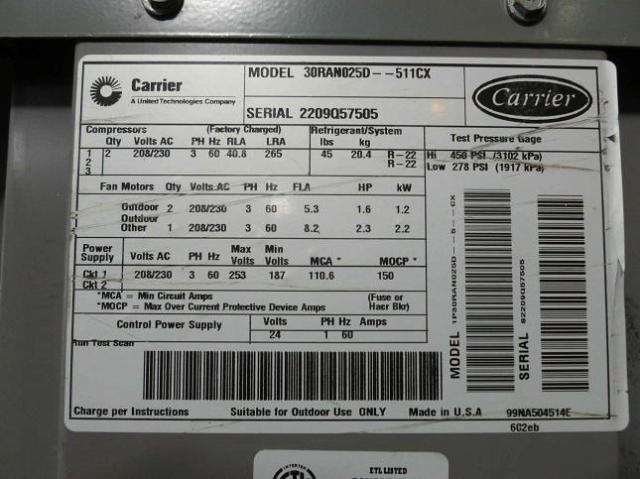 Carrier
A United Technologies Company
MODEL 30RAN025D--511CX
SERIAL 2209Q57505
Carrier
Compressors (Factory Charged) Refrigerant/System
Qty Volts AC PH Hz RLA LRA lbs kg
Test Pressure Gage
1 2 208/230 3 60 40.8 265 45 20.4 R-22 Hi 450 PSI (3102 kPa)
2 R-22 Low 278 PSI (1917 kPa)
3
Fan Motors Qty Volts AC PH Hz FLA HP kW
Outdoor 2 208/230 3 60 5.3 1.6 1.2
Outdoor
Other 1 208/230 3 60 8.2 2.3 2.2
Power Supply Volts AC PH Hz Max Volts Min Volts MCA * MOCP *
Ckt 1 208/230 3 60 253 187 110.6 150
Ckt 2
*MCA = Min Circuit Amps (Fuse or
*MOCP = Max Over Current Protective Device Amps Hacr Bkr)
Control Power Supply Volts PH Hz Amps
24 1 60
Run Test Scan
MODEL 1P30RAN025D--5--CX
SERIAL S2209Q57505
Charge per Instructions Suitable for Outdoor Use ONLY Made in U.S.A 99NA504514E
6C2eb
ETL LISTED